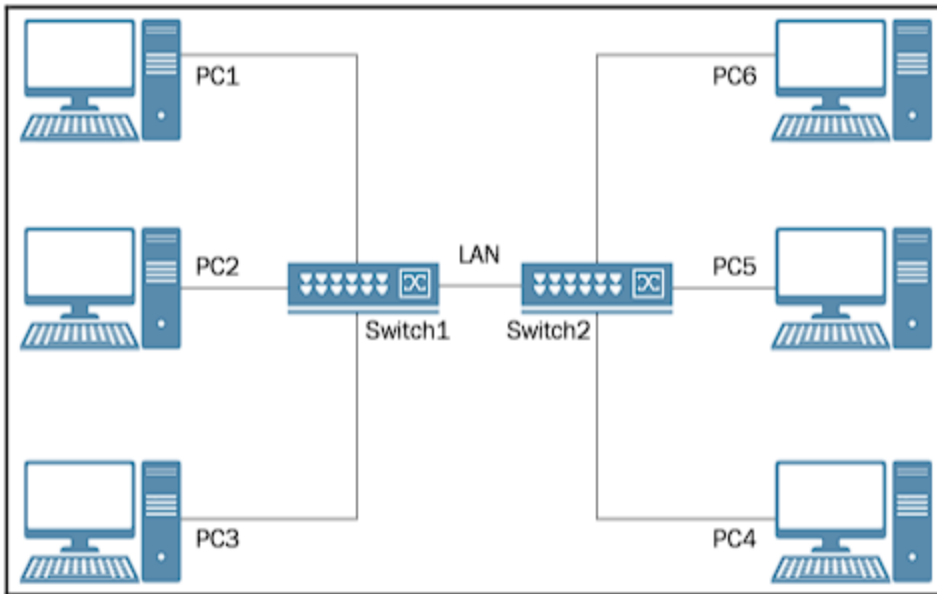 PC1
PC6
PC2
LAN
PC5
Switch1
Switch2
PC3
PC4